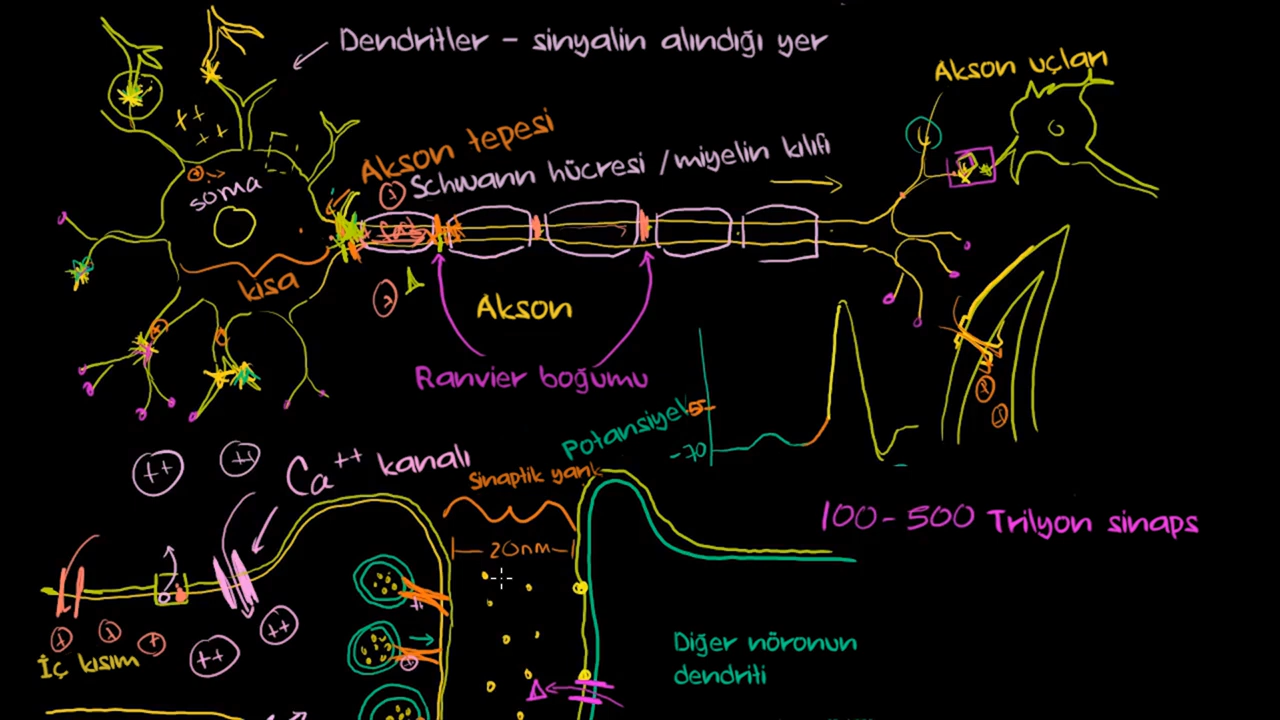 Dendritler - sinyalin alındığı yer
Akson uçları
Akson tepesi
Schwann hücresi /miyelin kılıfı
soma
kısa
Akson
Ranvier boğumu
Potansiyel
-70
Ca++ kanalı
Sinaptik yarık
20nm
100-500 Trilyon sinaps
İç kısım
Diğer nöronun
dendriti